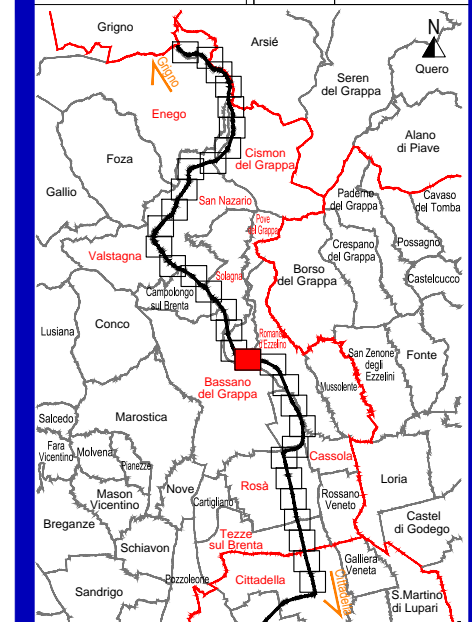 Grigno
Arsié
N
Quero
Seren
del Grappa
Grigno
Enego
Alano
di Piave
Foza
Cismon
del Grappa
Gallio
San Nazario
Paderno
del Grappa
Cavaso
del Tomba
Pove
del Grappa
Crespano
del Grappa
Possagno
Valstagna
Solagna
Borso
del Grappa
Castelcucco
Campolongo
sul Brenta
Lusiana
Conco
Romano
d'Ezzelino
San Zenone
degli
Ezzelini
Fonte
Bassano
del Grappa
Mussolente
Salcedo
Marostica
Fara
Vicentino
Molvena
Pianezze
Cassola
Loria
Rosà
Mason
Vicentino
Nove
Cartigliano
Rossano
Veneto
Breganze
Castel
di Godego
Schiavon
Tezze
sul Brenta
Galliera
Veneta
Pozzoleone
Cittadella
Sandrigo
Cittadella
S.Martino
di Lupari